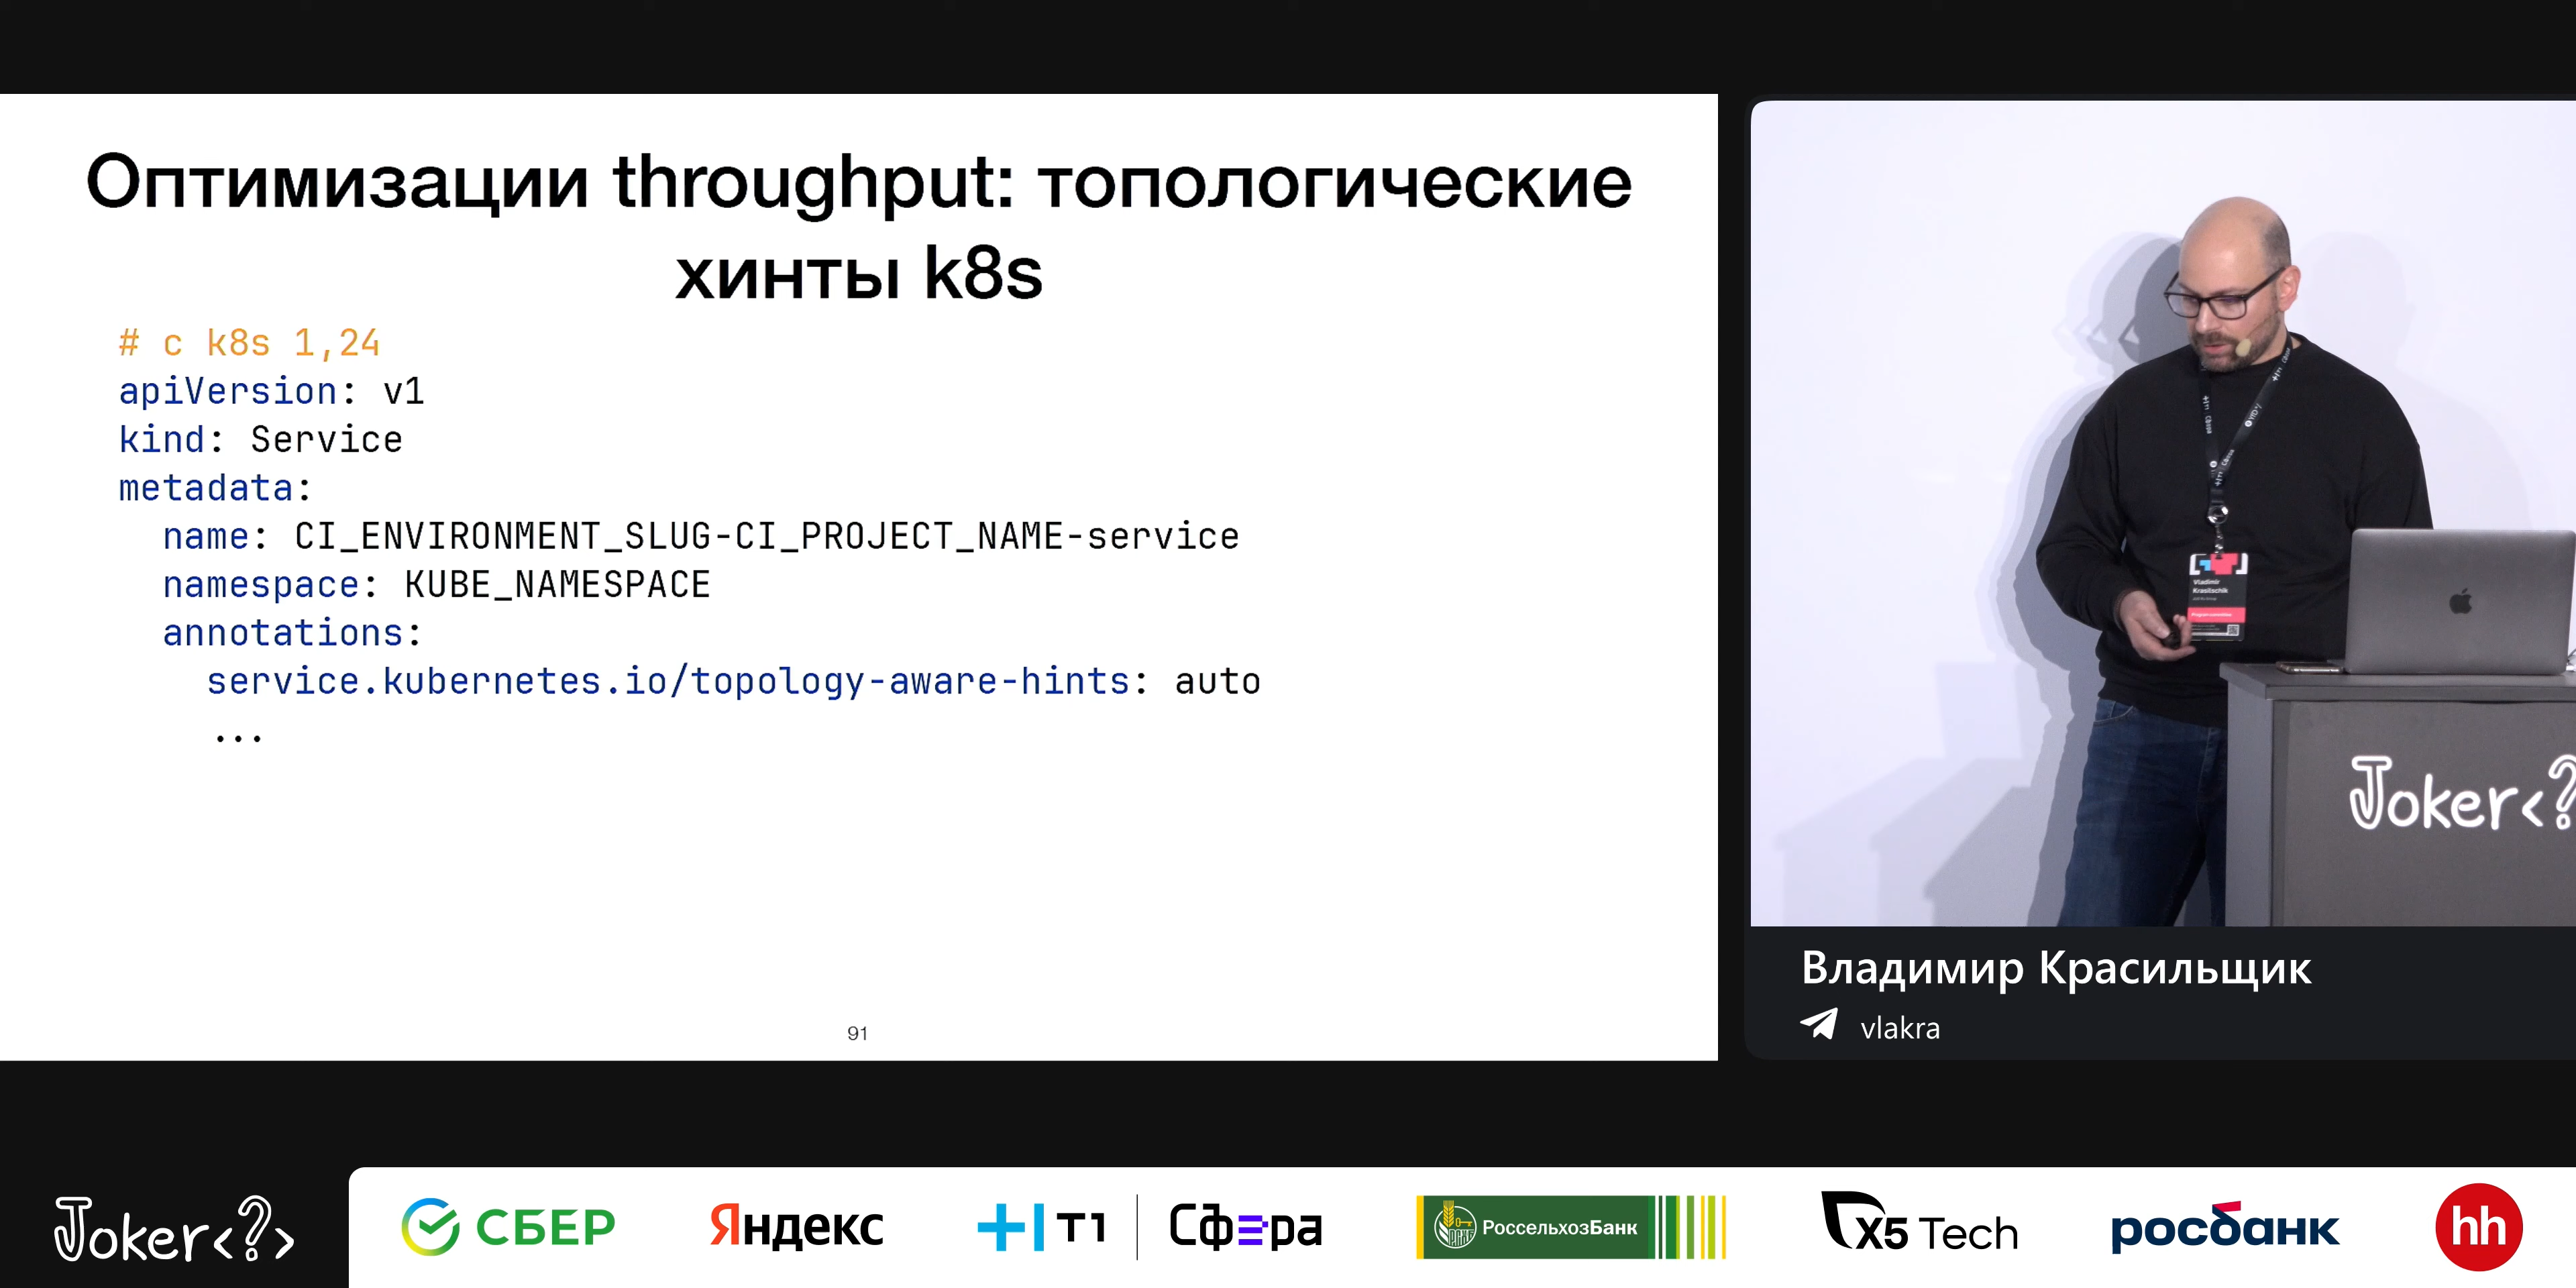 Оптимизации throughput: топологические
хинты k8s
# с k8s 1,24
apiVersion: v1
kind: Service
metadata:
name: CI_ENVIRONMENT_SLUG-CI_PROJECT_NAME-service
namespace: KUBE_NAMESPACE
annotations:
service.kubernetes.io/topology-aware-hints: auto
...
91
Vladimir
Krasilschik
Joker<?
Владимир Красильщик
vlakra
Joker<?>
СБЕР
Яндекс
Т1
Сфера
РоссельхозБанк
X5 Tech
росбанк
hh